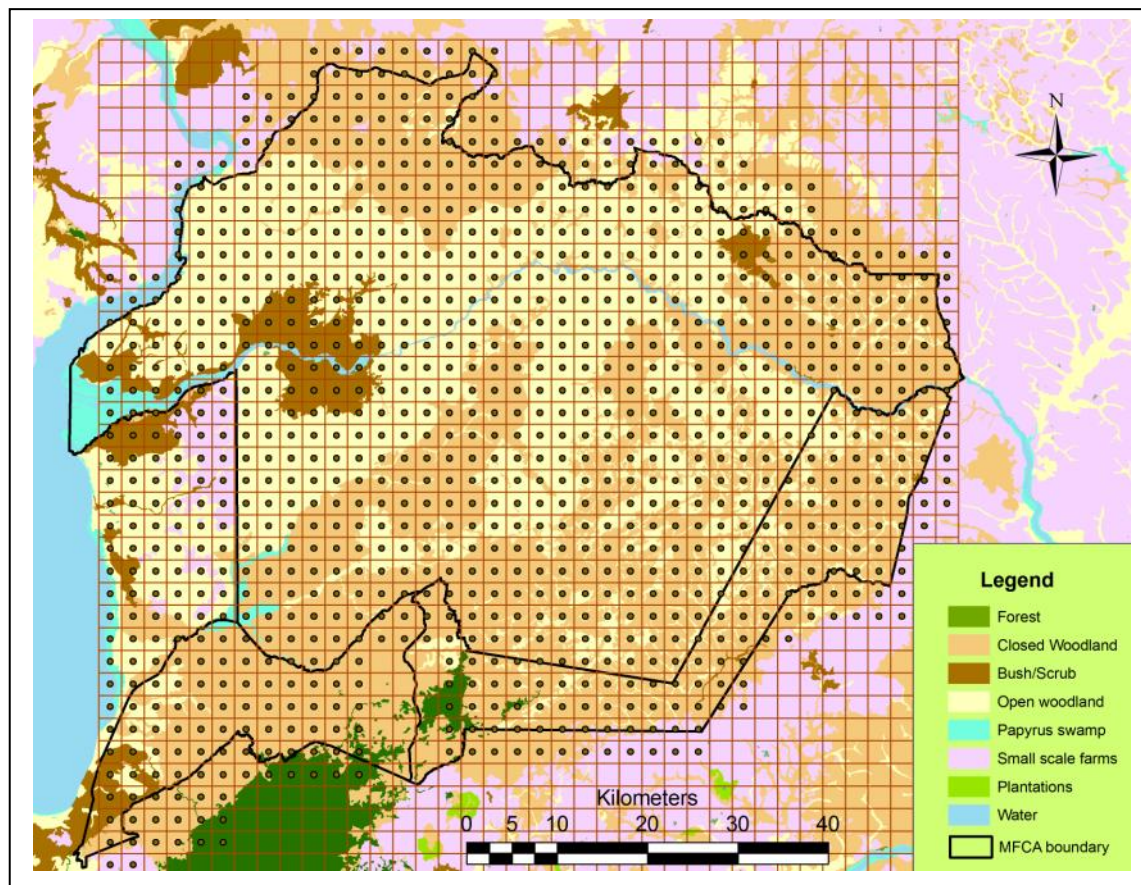 N
Legend
Forest
Closed Woodland
Bush/Scrub
Open woodland
Papyrus swamp
Small scale farms
Plantations
Water
MFCA boundary
Kilometers
0 5 10 20 30 40